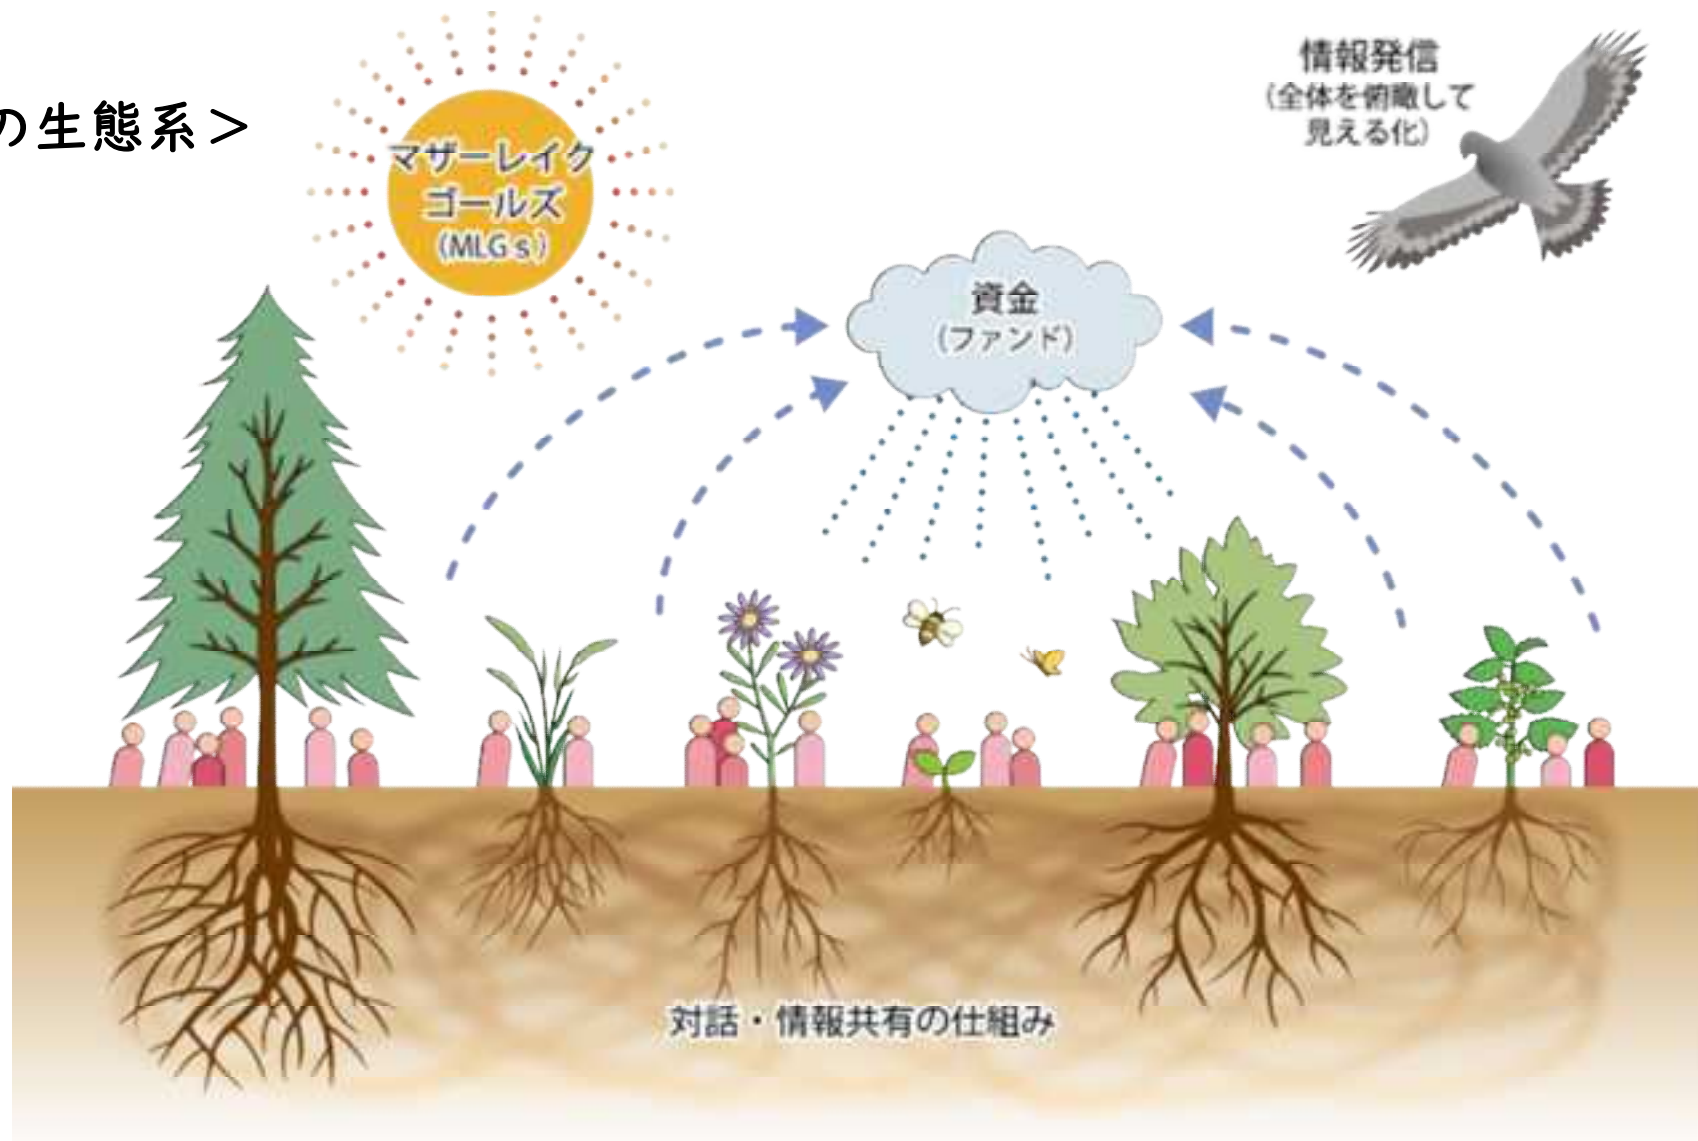 の生態系＞
マザーレイク
ゴールズ
（MLGｓ）
情報発信
（全体を俯瞰して
見える化）
資金
（ファンド）
対話・情報共有の仕組み